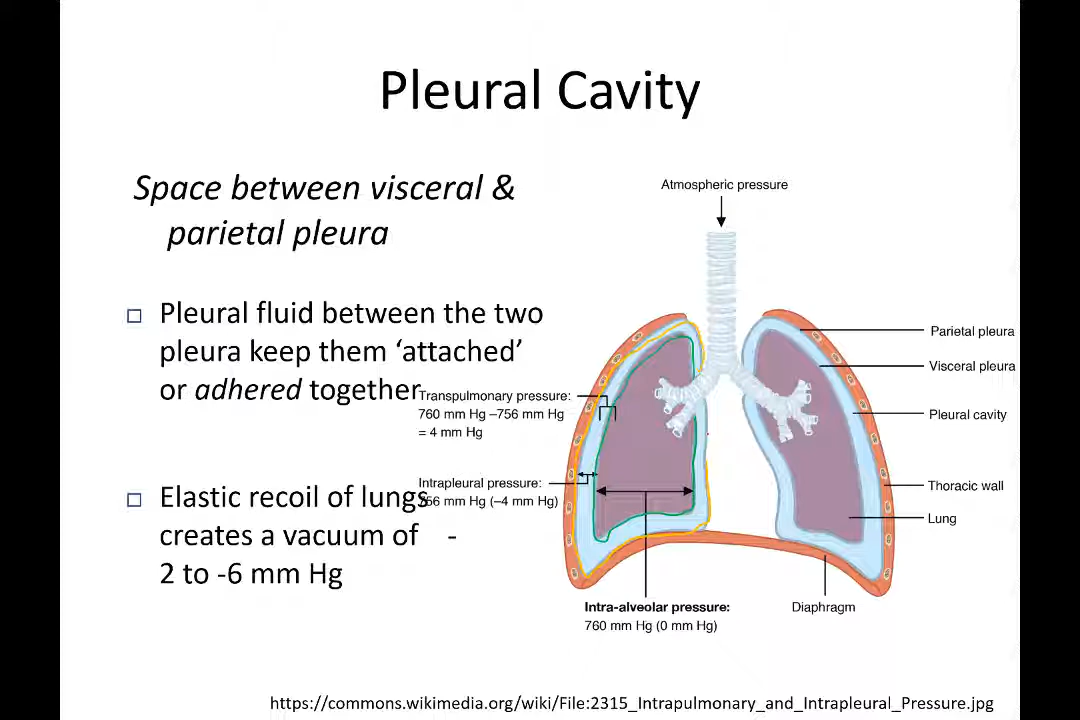 Pleural Cavity
Space between visceral &
parietal pleura
Pleural fluid between the two
pleura keep them ‘attached’
or adhered together
Elastic recoil of lungs
creates a vacuum of -
2 to -6 mm Hg
Atmospheric pressure
Transpulmonary pressure:
760 mm Hg –756 mm Hg
= 4 mm Hg
Intrapleural pressure:
756 mm Hg (–4 mm Hg)
Intra-alveolar pressure:
760 mm Hg (0 mm Hg)
Parietal pleura
Visceral pleura
Pleural cavity
Thoracic wall
Lung
Diaphragm
https://commons.wikimedia.org/wiki/File:2315_Intrapulmonary_and_Intrapleural_Pressure.jpg